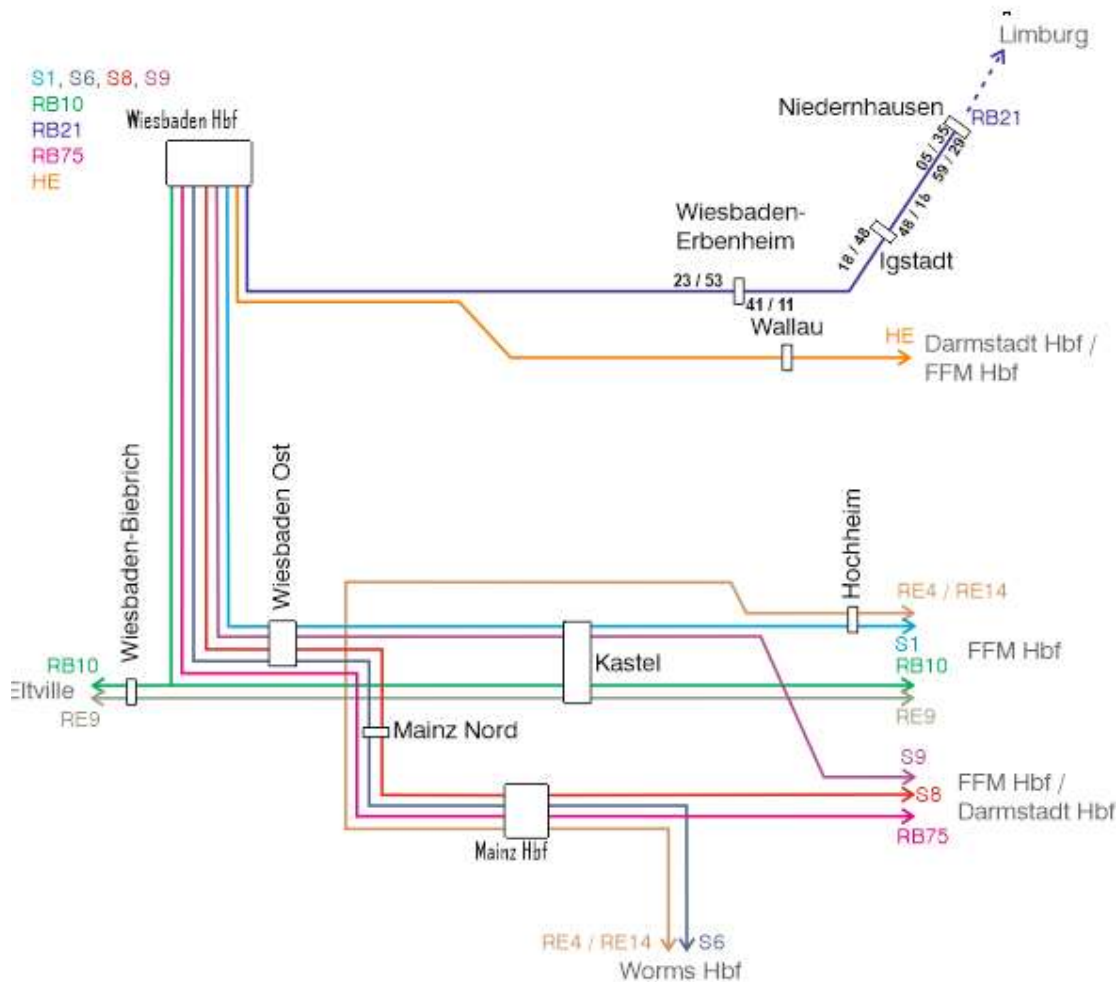 Limburg
S1, S6, S8, S9
RB10
RB21
RB75
HE
Wiesbaden Hbf
Niedernhausen
RB21
05 / 35
59 / 29
Wiesbaden-
Erbenheim
18 / 48
48 / 16
Igstadt
23 / 53
41 / 11
Wallau
HE
Darmstadt Hbf /
FFM Hbf
Wiesbaden-Biebrich
Wiesbaden Ost
Hochheim
RE4 / RE14
S1
FFM Hbf
Kastel
RB10
RB10
Eltville
RE9
RE9
Mainz Nord
S9
FFM Hbf /
S8
Darmstadt Hbf
RB75
Mainz Hbf
RE4 / RE14
S6
Worms Hbf